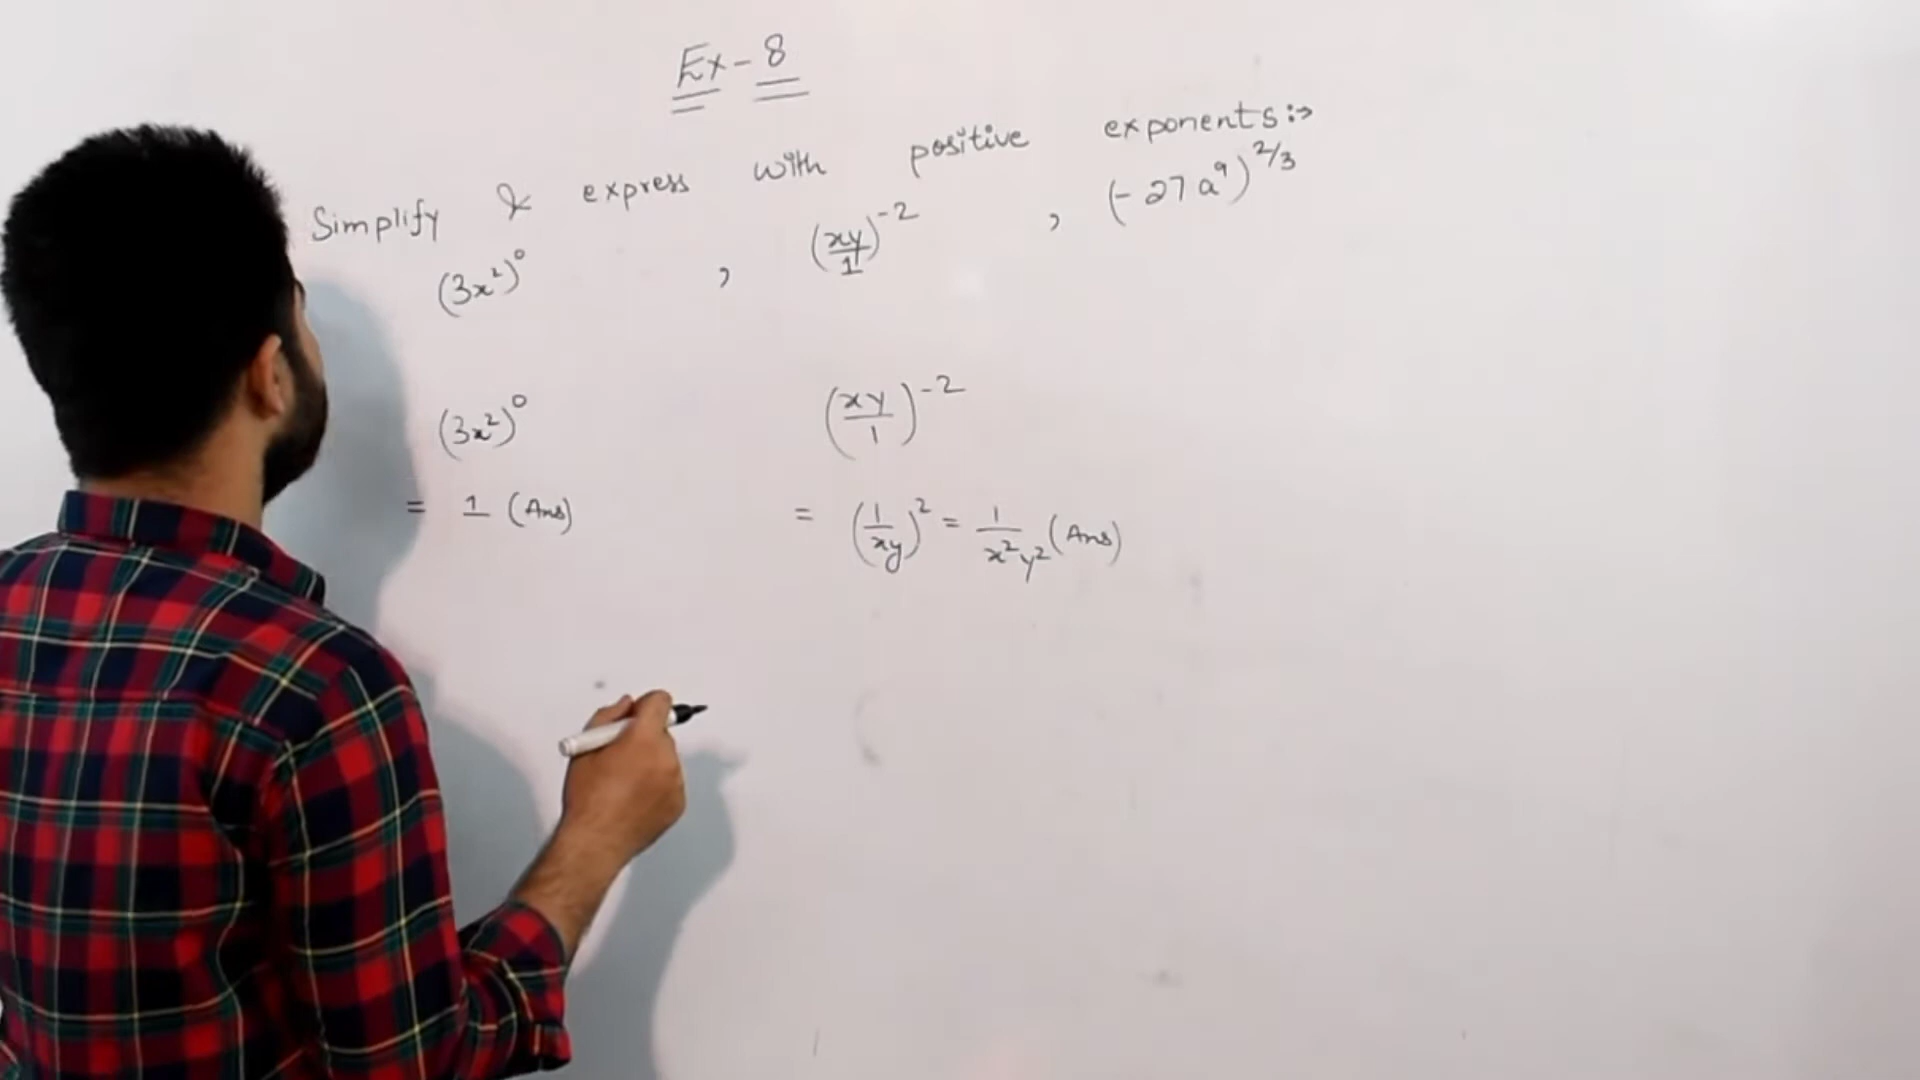 Ex-8
Simplify & express with positive exponents:→
(3x²)⁰ , (xy/1)⁻² , (-27a⁹)^2/3
(3x²)⁰ (xy/1)⁻²
= 1 (Ans) = (1/xy)² = 1/x²y² (Ans)